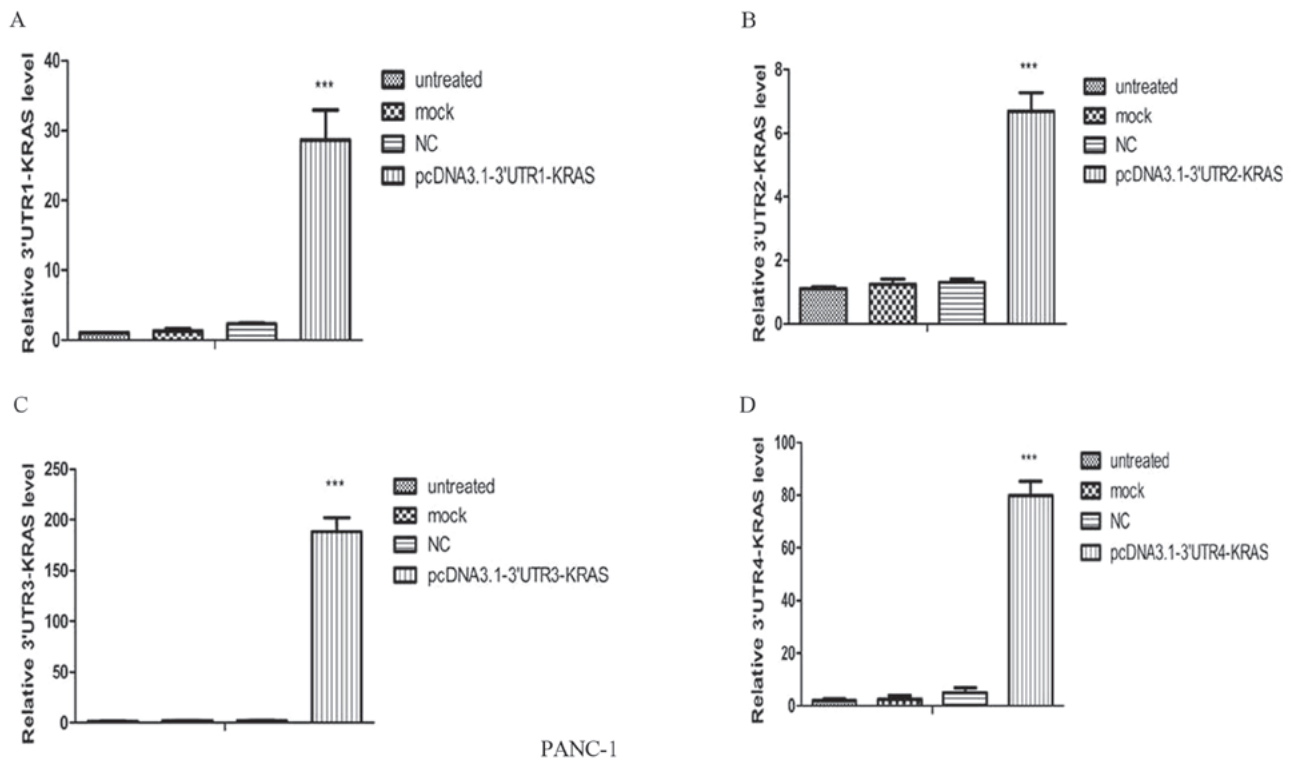 A
Relative 3'UTR1-KRAS level
40
30
20
10
0
***
untreated
mock
NC
pcDNA3.1-3'UTR1-KRAS
B
Relative 3'UTR2-KRAS level
8
6
4
2
0
***
untreated
mock
NC
pcDNA3.1-3'UTR2-KRAS
C
Relative 3'UTR3-KRAS level
250
200
150
100
50
0
***
untreated
mock
NC
pcDNA3.1-3'UTR3-KRAS
D
Relative 3'UTR4-KRAS level
100
80
60
40
20
0
***
untreated
mock
NC
pcDNA3.1-3'UTR4-KRAS
PANC-1